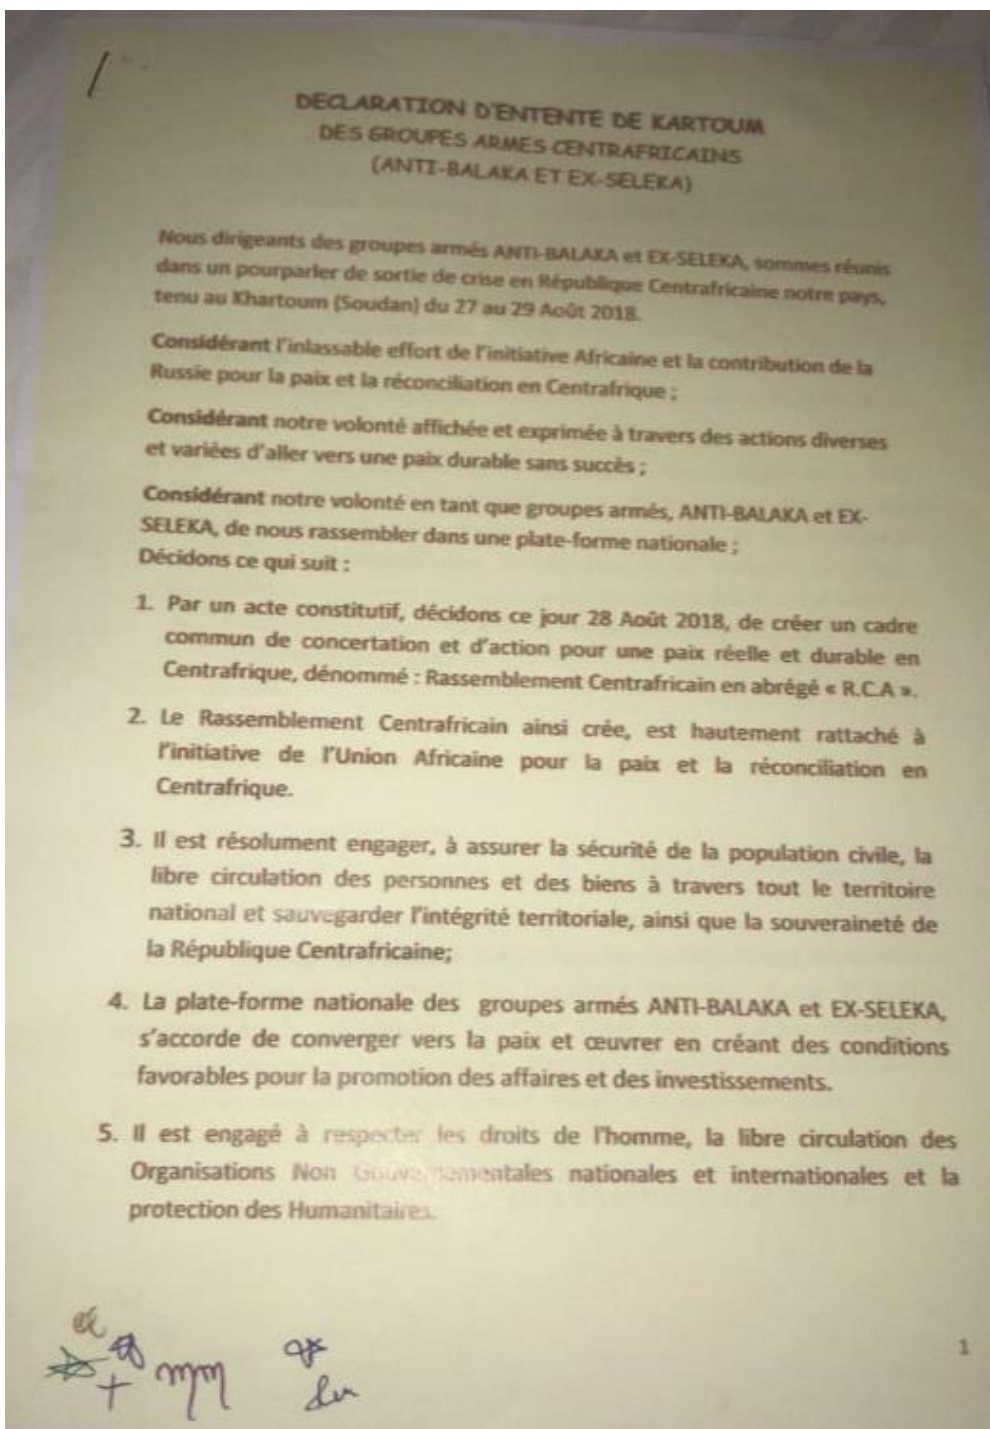 DECLARATION D'ENTENTE DE KARTOUM
DES GROUPES ARMES CENTRAFRICAINS
(ANTI-BALAKA ET EX-SELEKA)
Nous dirigeants des groupes armés ANTI-BALAKA et EX-SELEKA, sommes réunis
dans un pourparler de sortie de crise en République Centrafricaine notre pays,
tenu au Khartoum (Soudan) du 27 au 29 Août 2018.
Considérant l'inlassable effort de l'initiative Africaine et la contribution de la
Russie pour la paix et la réconciliation en Centrafrique ;
Considérant notre volonté affichée et exprimée à travers des actions diverses
et variées d'aller vers une paix durable sans succès ;
Considérant notre volonté en tant que groupes armés, ANTI-BALAKA et EX-
SELEKA, de nous rassembler dans une plate-forme nationale ;
Décidons ce qui suit :
1. Par un acte constitutif, décidons ce jour 28 Août 2018, de créer un cadre
commun de concertation et d'action pour une paix réelle et durable en
Centrafrique, dénommé : Rassemblement Centrafricain en abrégé « R.C.A ».
2. Le Rassemblement Centrafricain ainsi crée, est hautement rattaché à
l'initiative de l'Union Africaine pour la paix et la réconciliation en
Centrafrique.
3. Il est résolument engager, à assurer la sécurité de la population civile, la
libre circulation des personnes et des biens à travers tout le territoire
national et sauvegarder l'intégrité territoriale, ainsi que la souveraineté de
la République Centrafricaine;
4. La plate-forme nationale des groupes armés ANTI-BALAKA et EX-SELEKA,
s'accorde de converger vers la paix et œuvrer en créant des conditions
favorables pour la promotion des affaires et des investissements.
5. Il est engagé à respecter les droits de l'homme, la libre circulation des
Organisations Non Gouvernementales nationales et internationales et la
protection des Humanitaires.
1